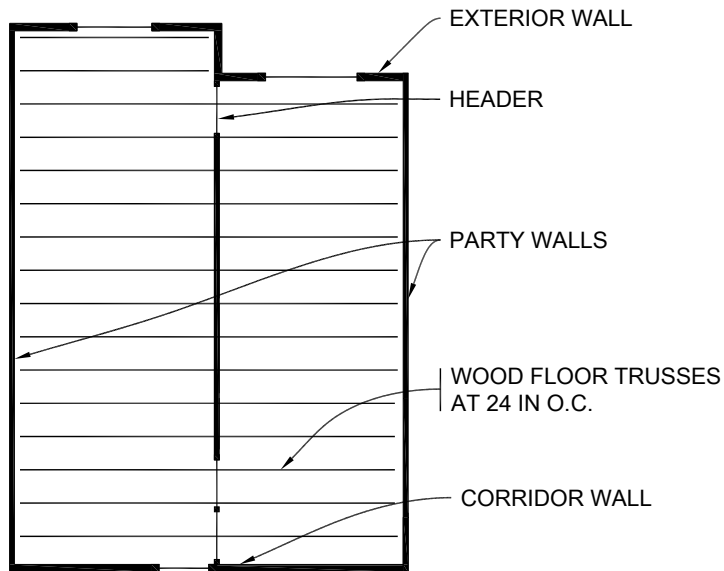 EXTERIOR WALL
HEADER
PARTY WALLS
WOOD FLOOR TRUSSES
AT 24 IN O.C.
CORRIDOR WALL